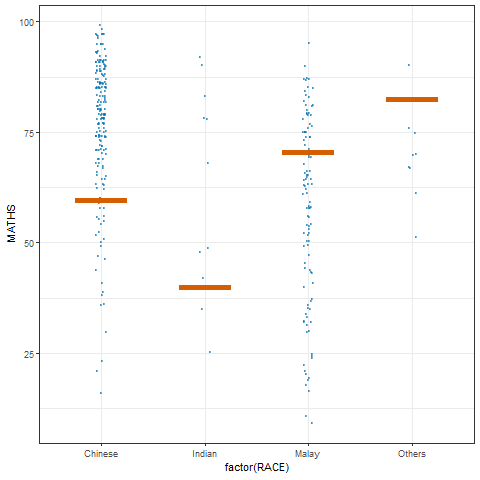 100
75
50
25
MATHS
Chinese
Indian
Malay
Others
factor(RACE)